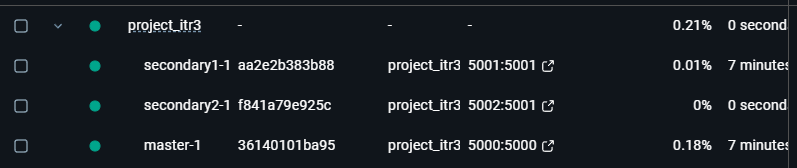 project_itr3 - - - 0.21% 0 second
secondary1-1 aa2e2b383b88 project_itr3 5001:5001 0.01% 7 minutes
secondary2-1 f841a79e925c project_itr3 5002:5001 0% 0 second
master-1 36140101ba95 project_itr3 5000:5000 0.18% 7 minutes